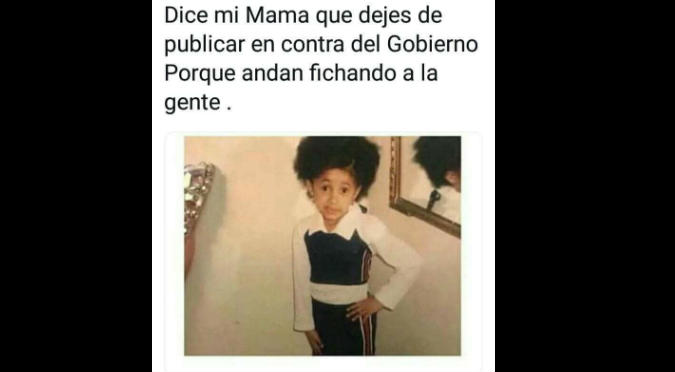 Dice mi Mama que dejes de
publicar en contra del Gobierno
Porque andan fichando a la
gente .